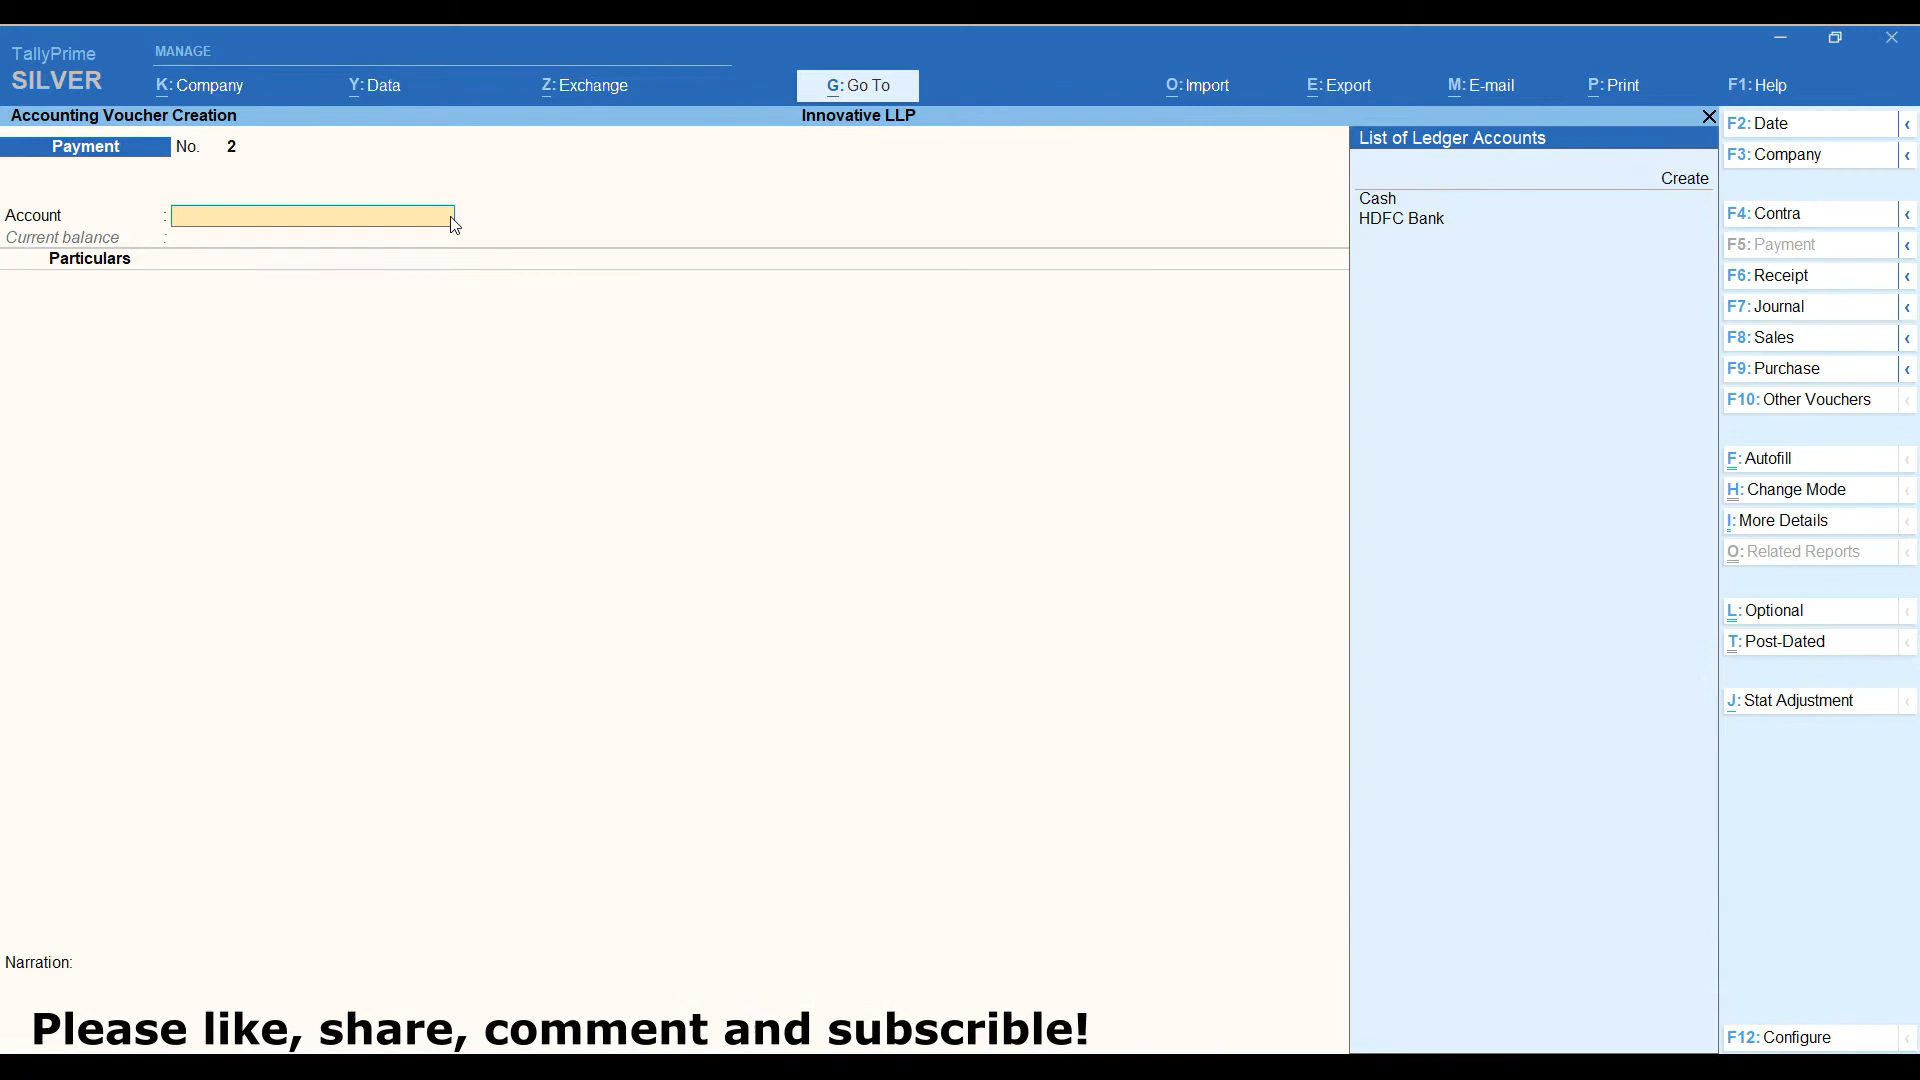 TallyPrime
SILVER
MANAGE
K: Company
Y: Data
Z: Exchange
G: Go To
O: Import
E: Export
M: E-mail
P: Print
F1: Help
Accounting Voucher Creation
Innovative LLP
Payment No. 2
Account :
Current balance :
Particulars
Narration:
List of Ledger Accounts
Create
Cash
HDFC Bank
F2: Date
F3: Company
F4: Contra
F5: Payment
F6: Receipt
F7: Journal
F8: Sales
F9: Purchase
F10: Other Vouchers
F: Autofill
H: Change Mode
I: More Details
O: Related Reports
L: Optional
T: Post-Dated
J: Stat Adjustment
F12: Configure
Please like, share, comment and subscrible!